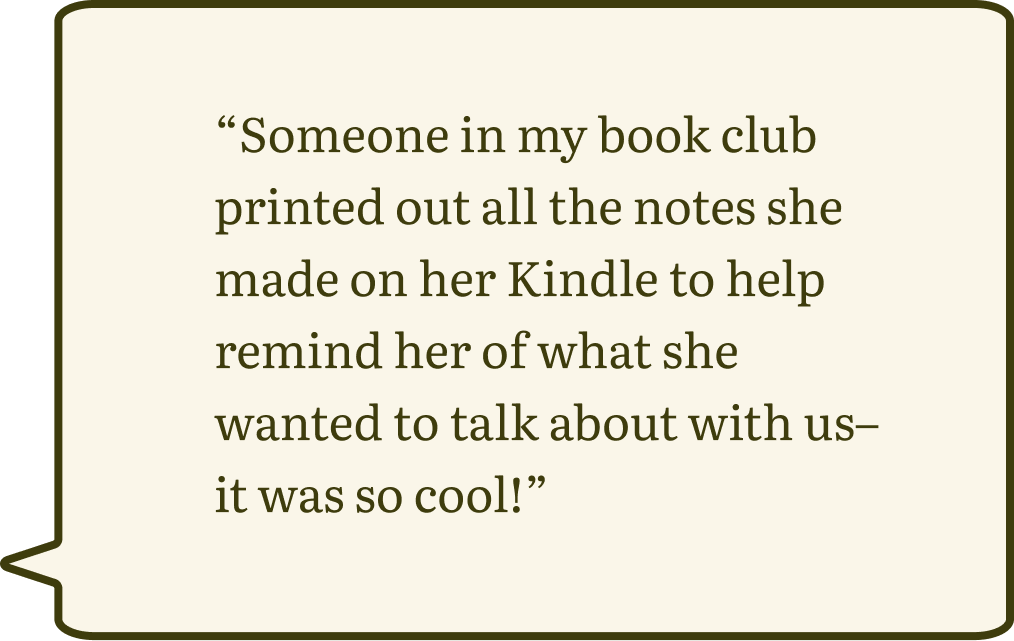 “Someone in my book club
printed out all the notes she
made on her Kindle to help
remind her of what she
wanted to talk about with us–
it was so cool!”